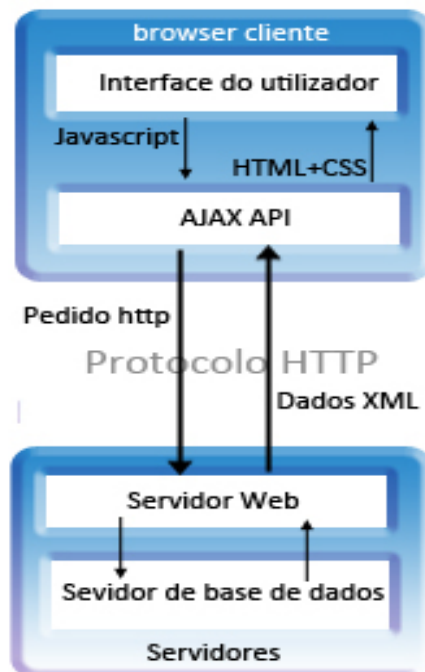 browser cliente
Interface do utilizador
Javascript
HTML+CSS
AJAX API
Pedido http
Protocolo HTTP
Dados XML
Servidor Web
Sevidor de base de dados
Servidores